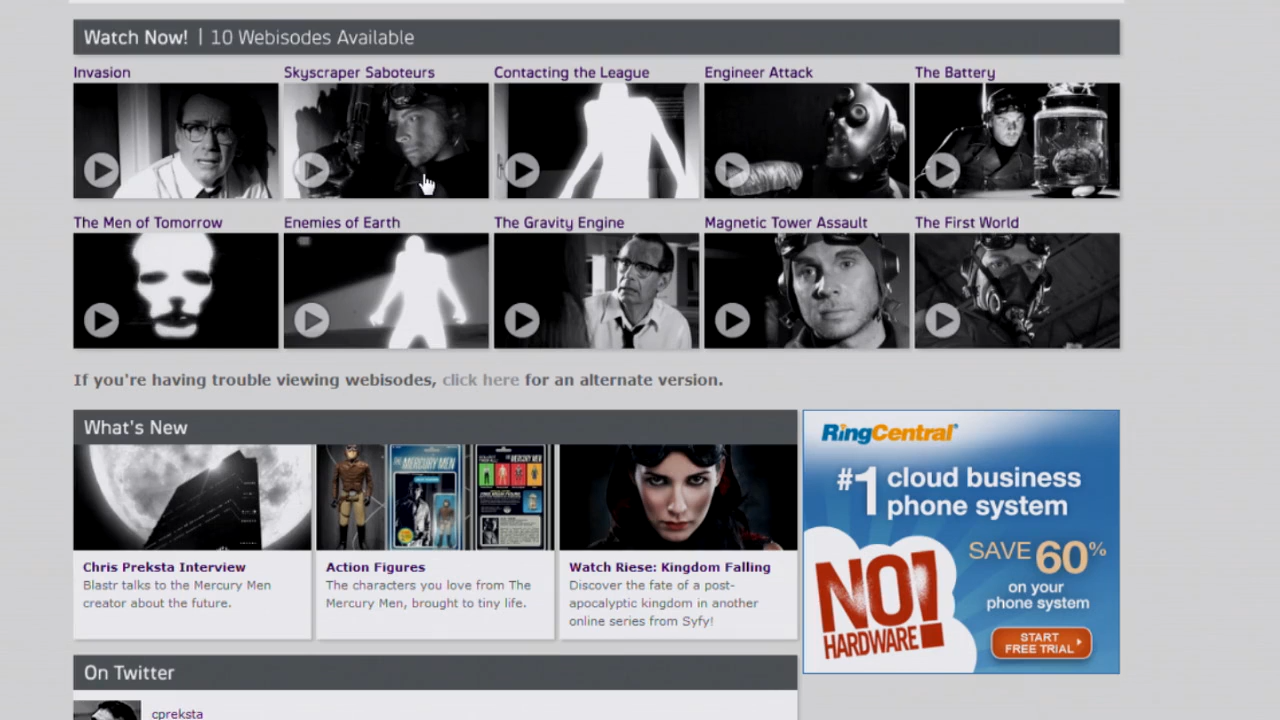 Watch Now! | 10 Webisodes Available
Invasion
Skyscraper Saboteurs
Contacting the League
Engineer Attack
The Battery
The Men of Tomorrow
Enemies of Earth
The Gravity Engine
Magnetic Tower Assault
The First World
If you're having trouble viewing webisodes, click here for an alternate version.
What's New
THE MERCURY MEN
MERCURY MEN
Chris Preksta Interview
Blastr talks to the Mercury Men
creator about the future.
Action Figures
The characters you love from The
Mercury Men, brought to tiny life.
Watch Riese: Kingdom Falling
Discover the fate of a post-
apocalyptic kingdom in another
online series from Syfy!
RingCentral
#1 cloud business
phone system
SAVE 60%
on your
phone system
NO!
HARDWARE
START
FREE TRIAL
On Twitter
cpreksta